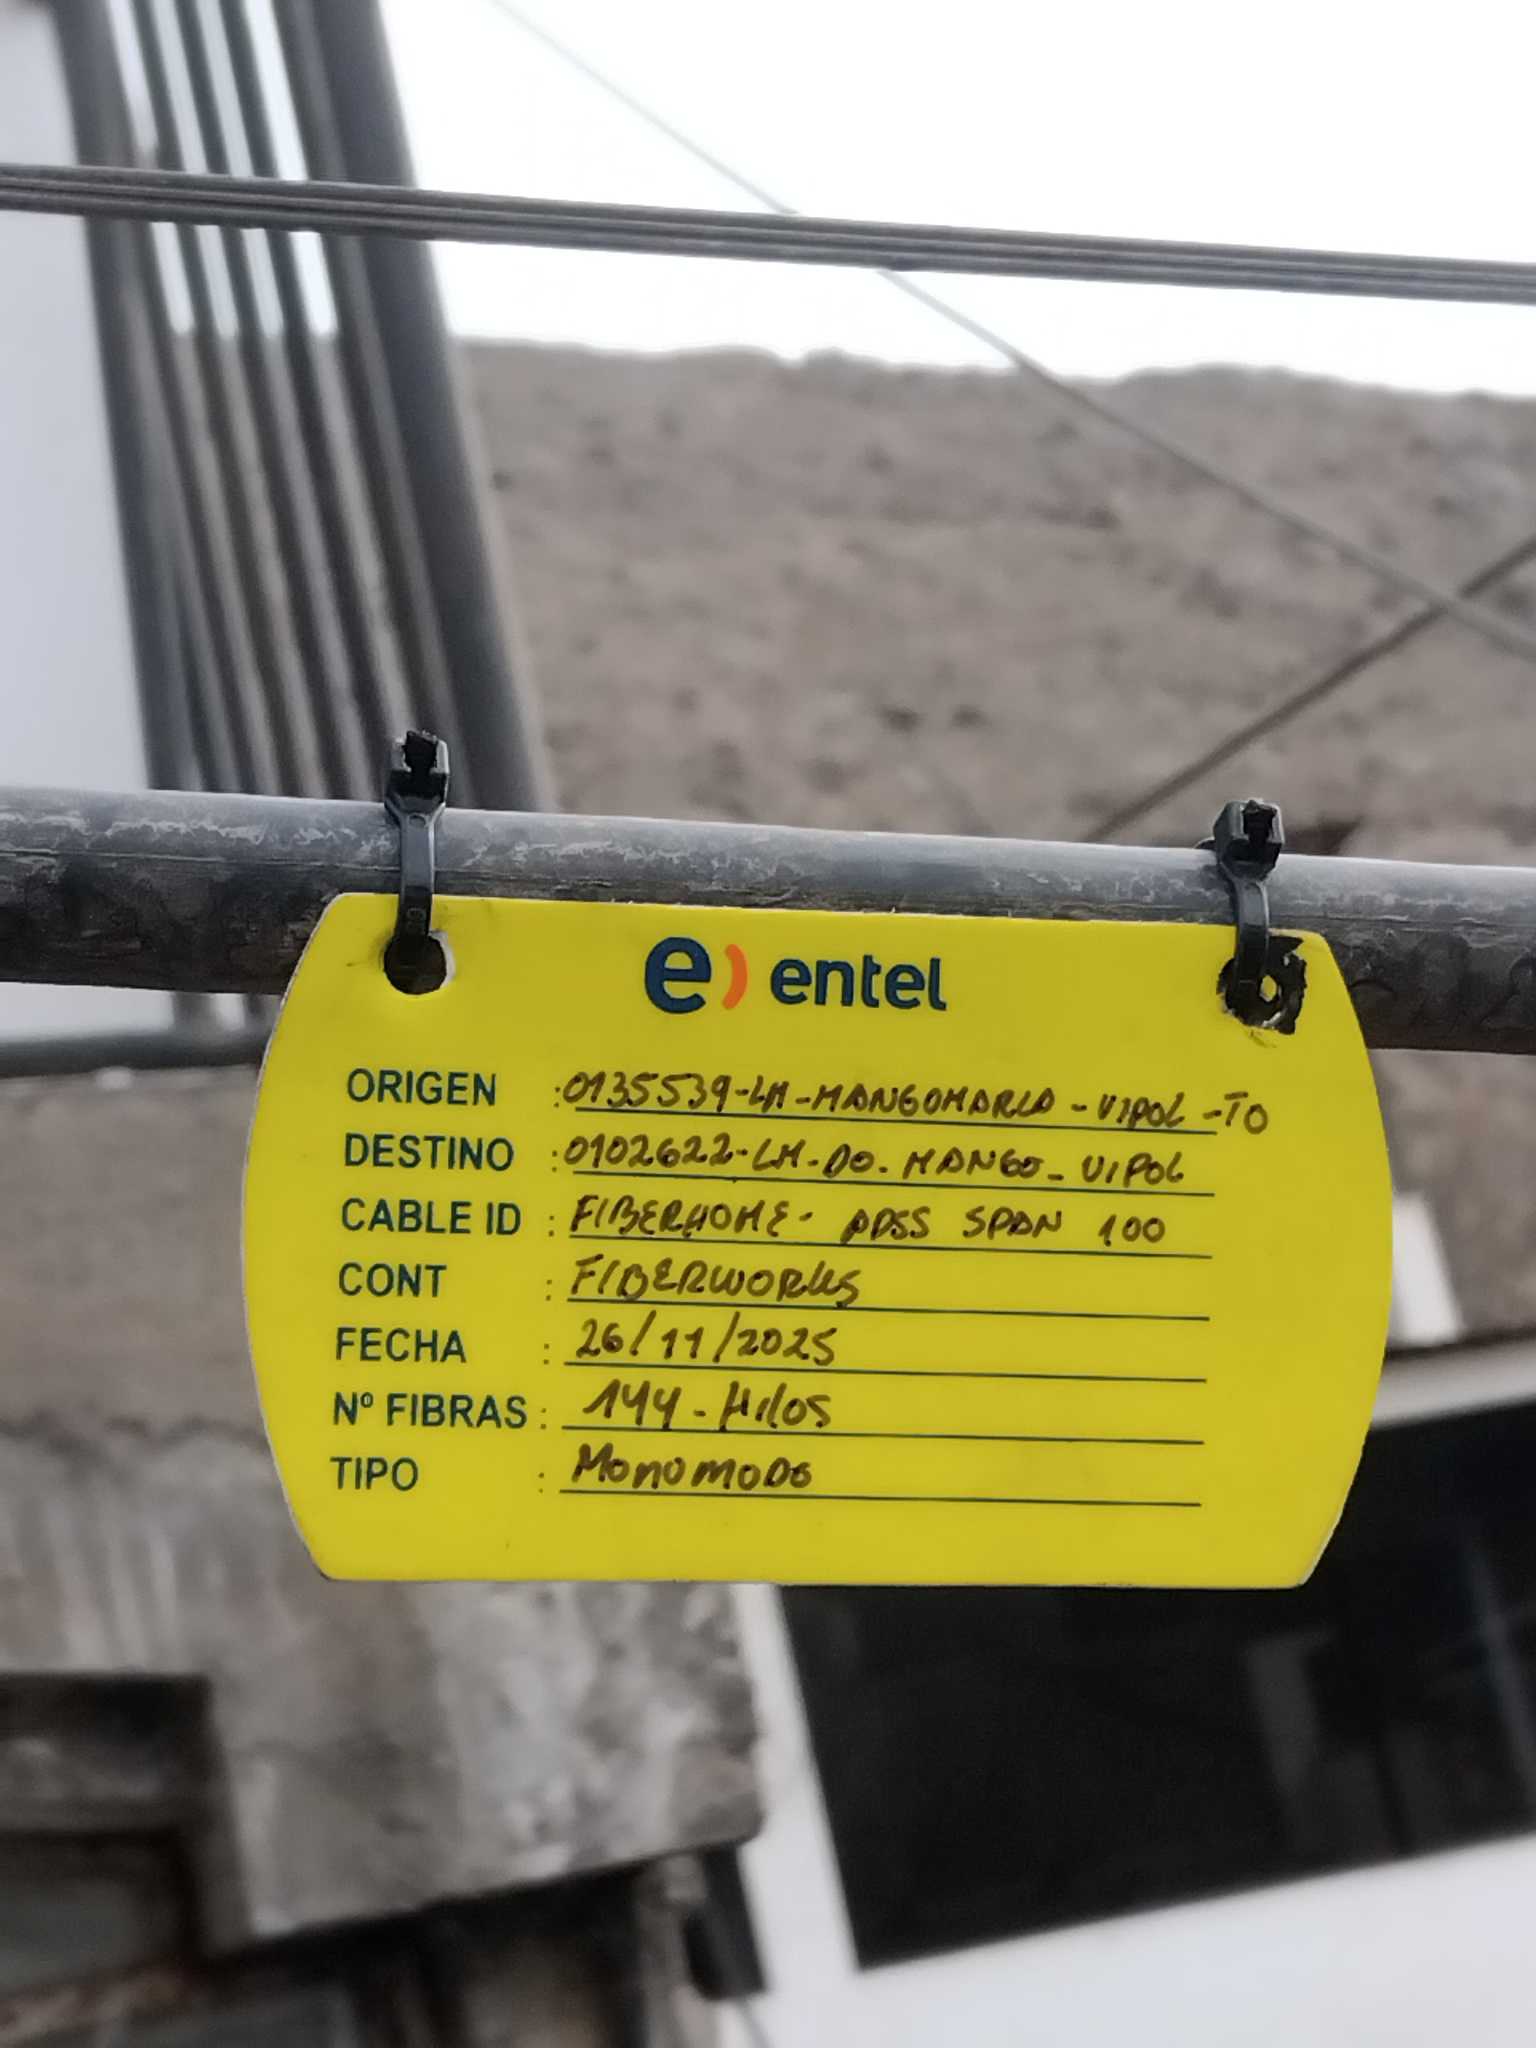 e) entel
ORIGEN : 0135539-LM-MANGOMARCA-VIPOL-TO
DESTINO : 0102622-LM-DO.MANGO-VIPOL
CABLE ID : FIBERHOME- ADSS SPAN 100
CONT : FIBERWORKS
FECHA : 26/11/2025
Nº FIBRAS : 144-Hilos
TIPO : Monomodo